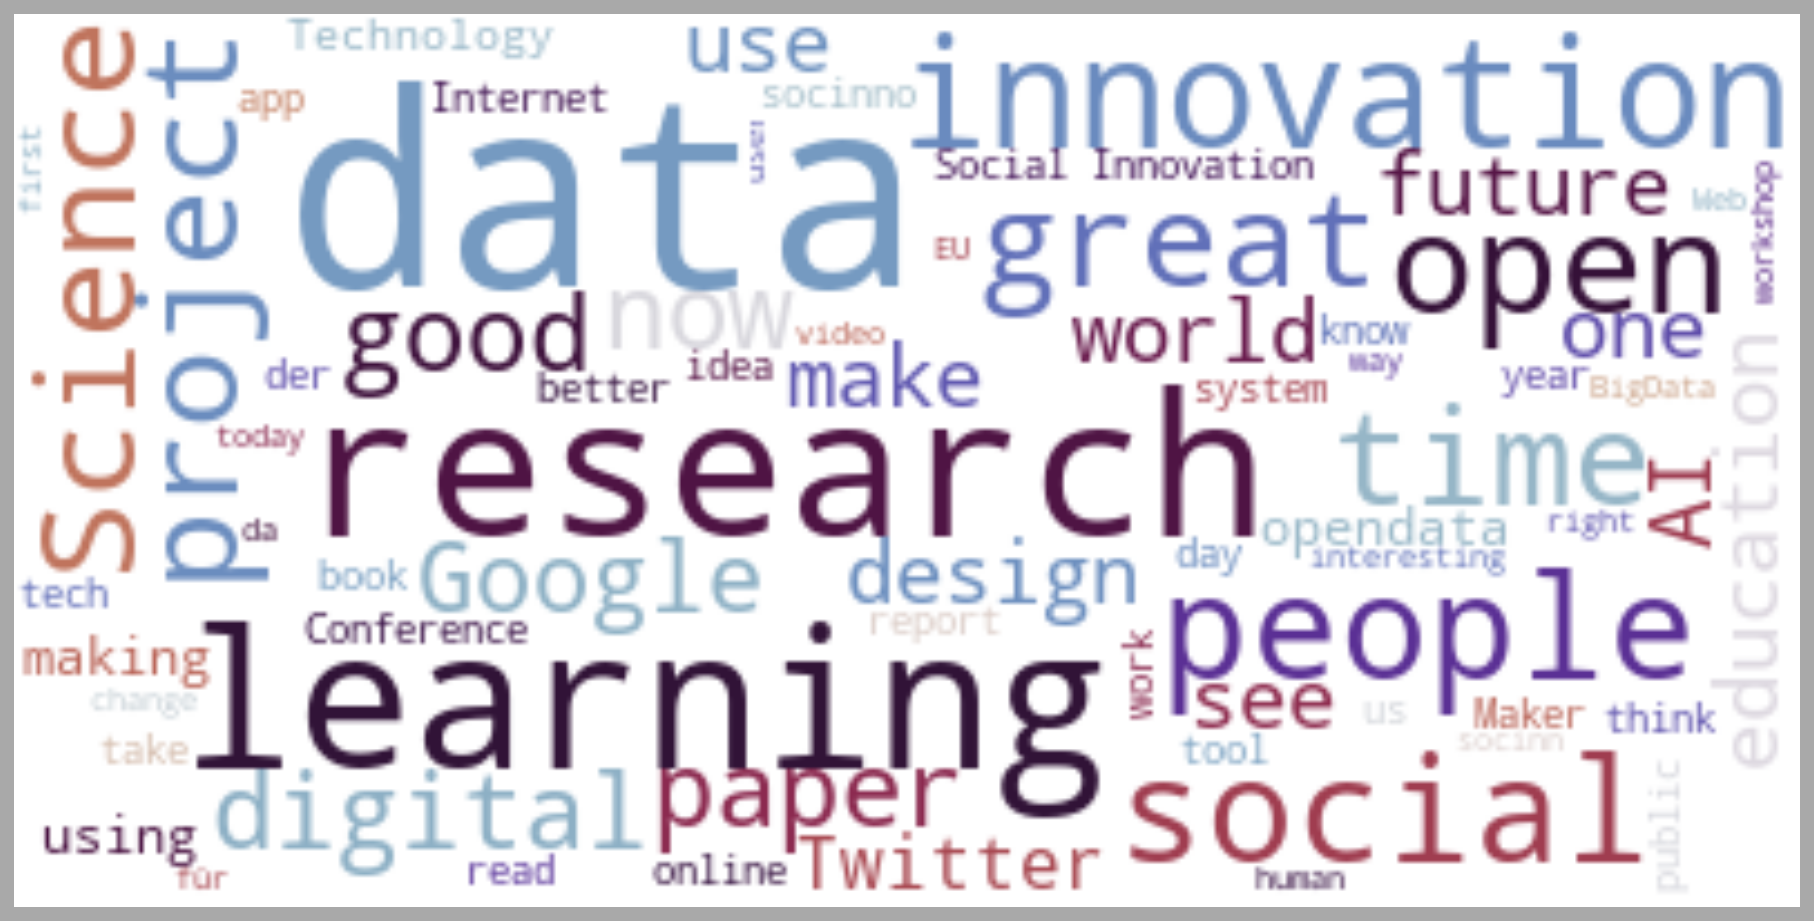 Science
project
Technology
use
innovation
app
Internet
socinno
data
first
user
Social Innovation
future
Web
workshop
EU
great
open
good
now
video
world
know
one
der
better
idea
make
way
system
year
BigData
education
today
research
time
AI
da
opendata
right
tech
book
Google
design
day
interesting
making
Conference
report
people
change
learning
work
see
us
Maker
think
take
tool
socinn
digital
paper
social
public
using
für
read
online
Twitter
human